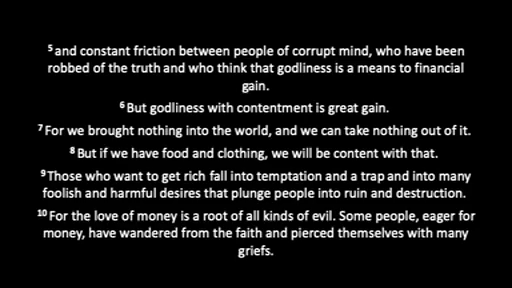 5 and constant friction between people of corrupt mind, who have been
robbed of the truth and who think that godliness is a means to financial
gain.
6 But godliness with contentment is great gain.
7 For we brought nothing into the world, and we can take nothing out of it.
8 But if we have food and clothing, we will be content with that.
9 Those who want to get rich fall into temptation and a trap and into many
foolish and harmful desires that plunge people into ruin and destruction.
10 For the love of money is a root of all kinds of evil. Some people, eager for
money, have wandered from the faith and pierced themselves with many
griefs.